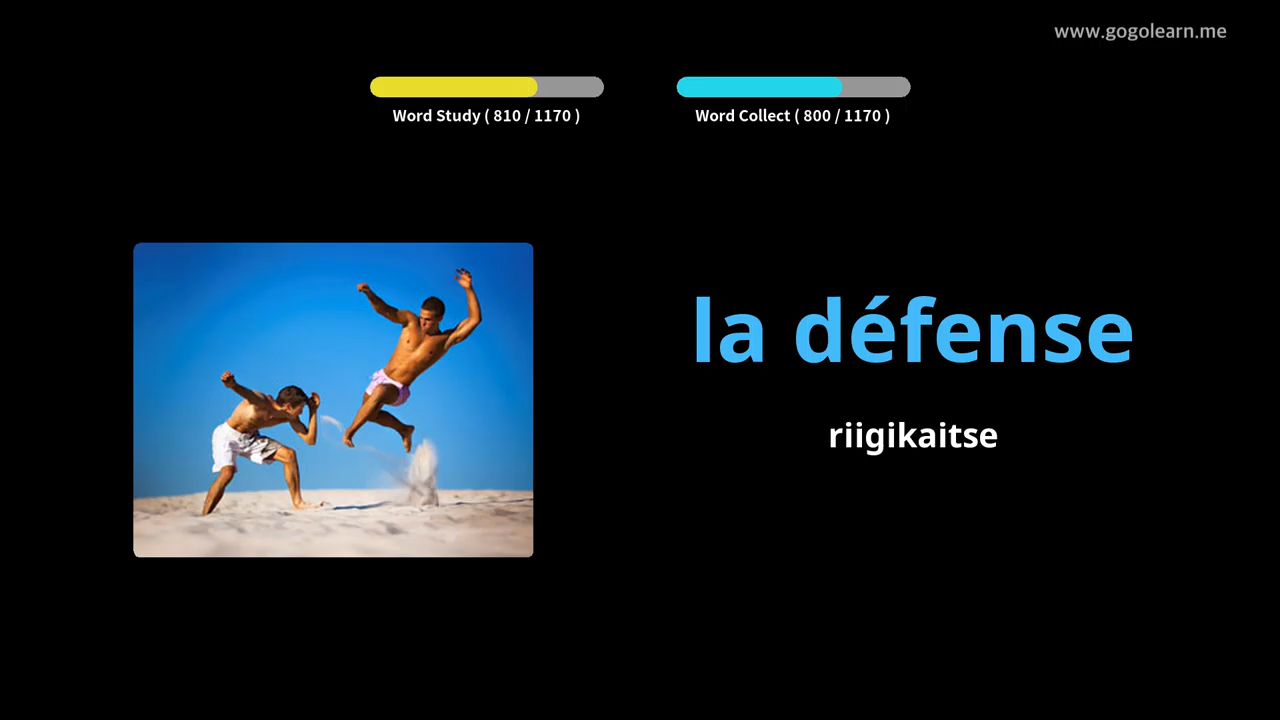 www.gogolearn.me
Word Study ( 810 / 1170 )
Word Collect ( 800 / 1170 )
la défense
riigikaitse